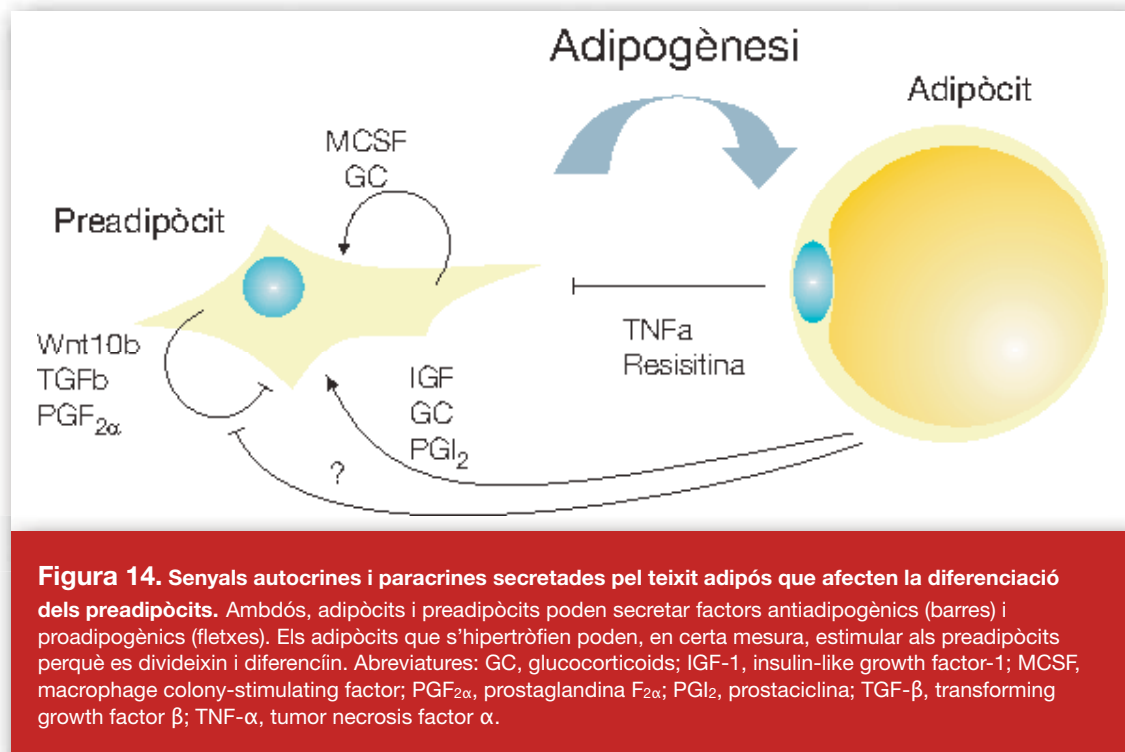 Adipogènesi
Adipòcit
MCSF
GC
Preadipòcit
Wnt10b
TGFb
PGF2α
IGF
GC
PGI2
?
TNFa
Resisitina
Figura 14. Senyals autocrines i paracrines secretades pel teixit adipós que afecten la diferenciació
dels preadipòcits. Ambdós, adipòcits i preadipòcits poden secretar factors antiadipogènics (barres) i
proadipogènics (fletxes). Els adipòcits que s’hipertròfien poden, en certa mesura, estimular als preadipòcits
perquè es divideixin i diferenciïn. Abreviatures: GC, glucocorticoids; IGF-1, insulin-like growth factor-1; MCSF,
macrophage colony-stimulating factor; PGF2α, prostaglandina F2α; PGI2, prostaciclina; TGF-β, transforming
growth factor β; TNF-α, tumor necrosis factor α.